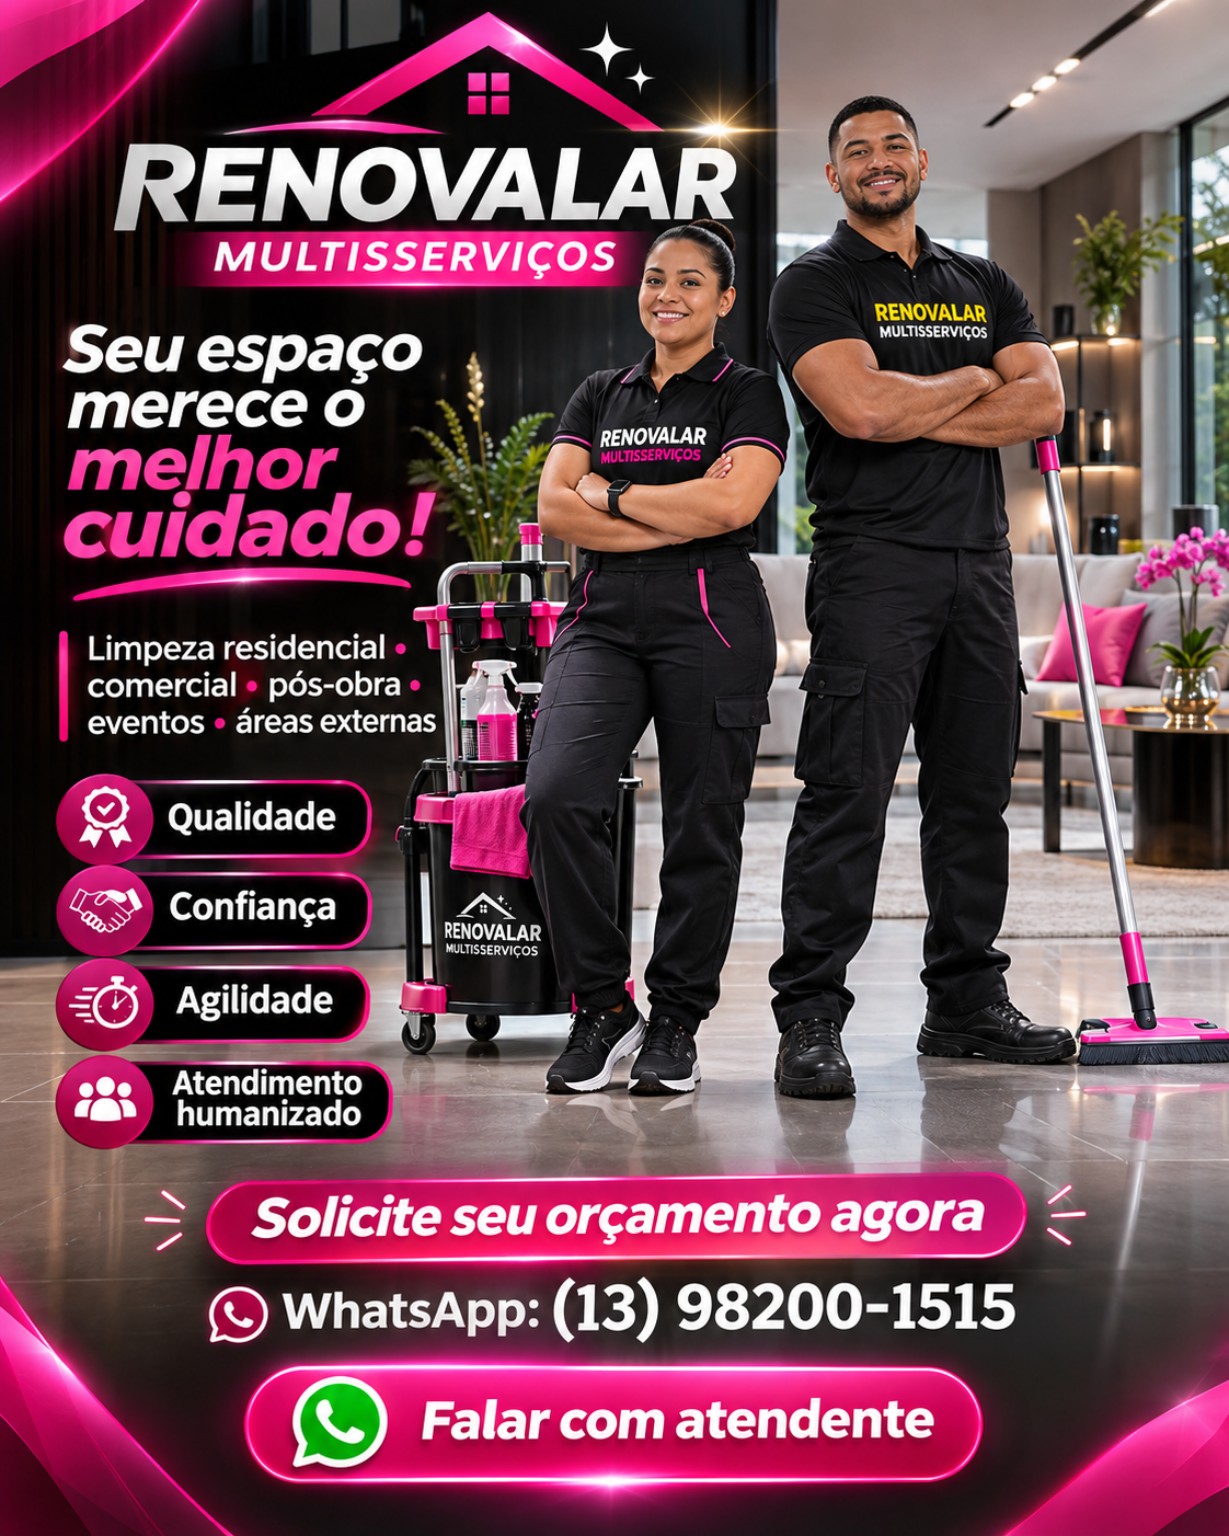 RENOVALAR
MULTISSERVIÇOS
Seu espaço
merece o
melhor
cuidado!
Limpeza residencial •
comercial • pós-obra •
eventos • áreas externas
Qualidade
Confiança
Agilidade
Atendimento
humanizado
RENOVALAR
MULTISSERVIÇOS
RENOVALAR
MULTISSERVIÇOS
RENOVALAR
MULTISSERVIÇOS
Solicite seu orçamento agora
WhatsApp: (13) 98200-1515
Falar com atendente